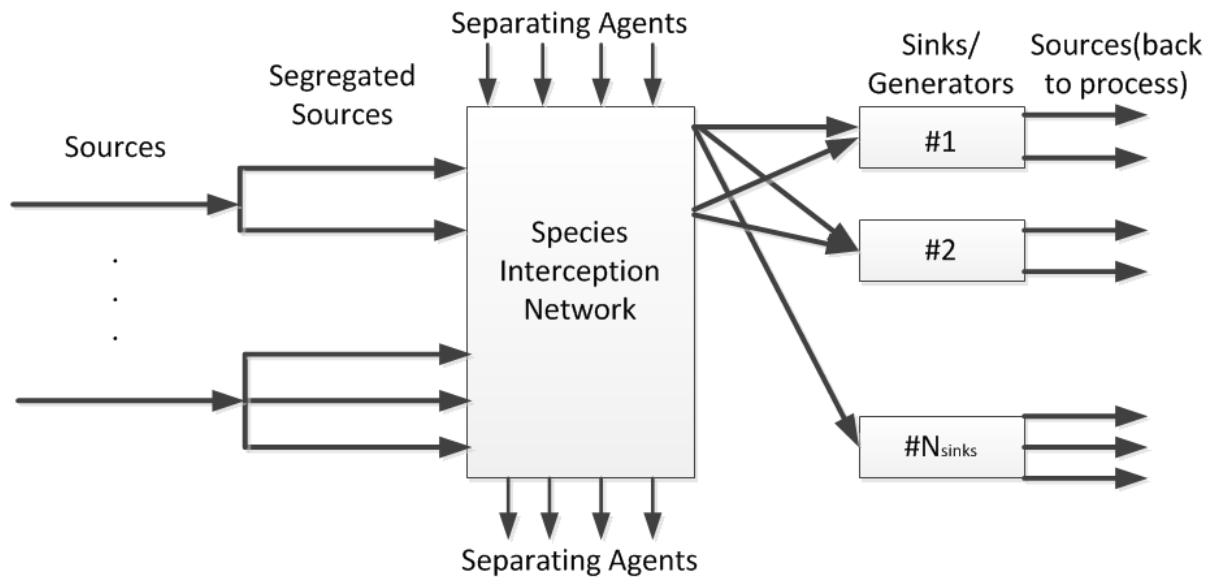 Separating Agents
Sinks/
Generators
Sources(back
to process)
Segregated
Sources
Sources
#1
Species
Interception
Network
#2
.
.
.
#Nsinks
Separating Agents